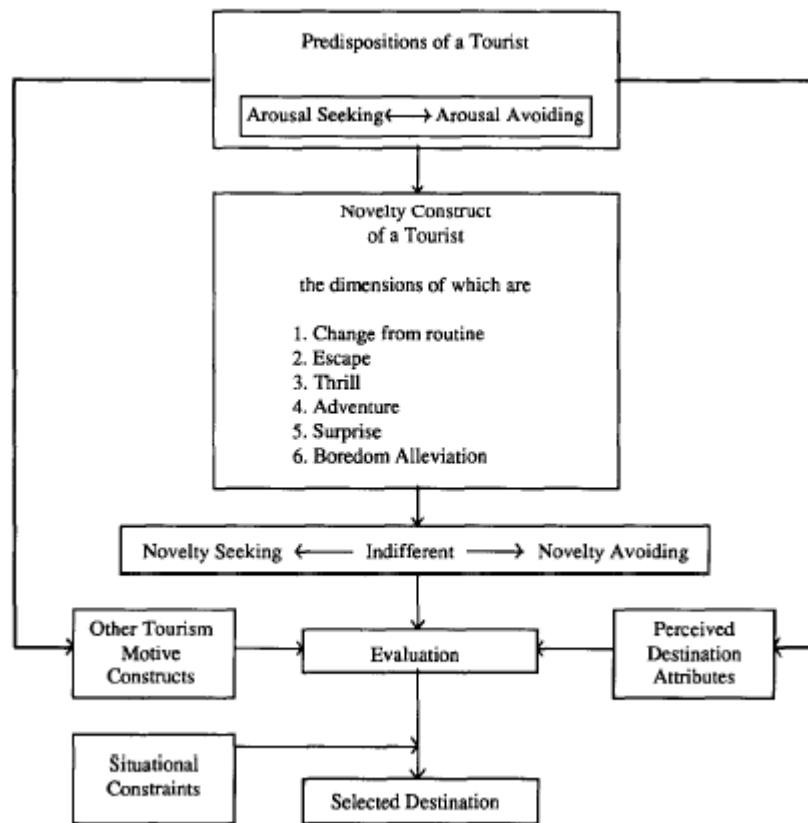 Predispositions of a Tourist
Arousal Seeking ⟷ Arousal Avoiding
Novelty Construct
of a Tourist
the dimensions of which are
1. Change from routine
2. Escape
3. Thrill
4. Adventure
5. Surprise
6. Boredom Alleviation
Novelty Seeking ← Indifferent → Novelty Avoiding
Other Tourism
Motive
Constructs
Evaluation
Perceived
Destination
Attributes
Situational
Constraints
Selected Destination